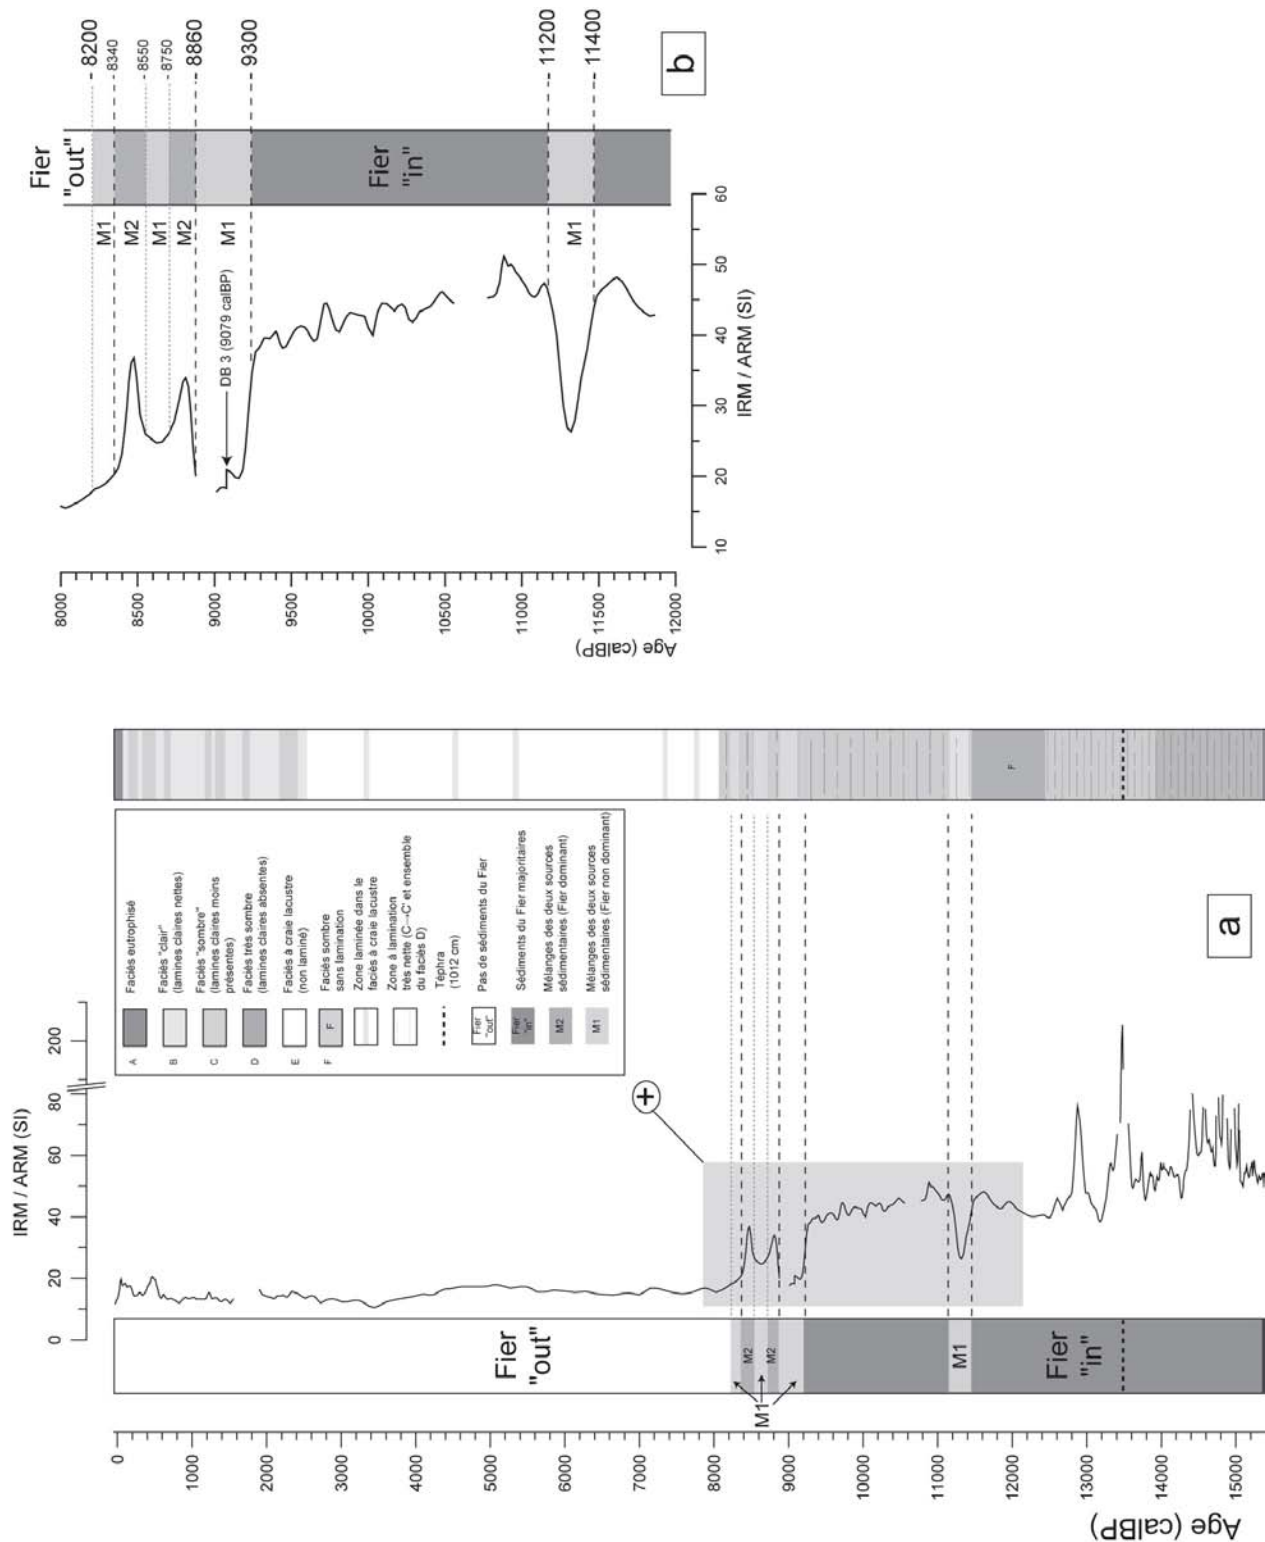 IRM / ARM (SI)
0
20
40
60
80
200
Age (calBP)
0
1000
2000
3000
4000
5000
6000
7000
8000
9000
10000
11000
12000
13000
14000
15000
Fier
"out"
M2
M2
M1
M1
Fier
"in"
+
A
Faciès eutrophisé
B
Faciès "clair"
(lamines claires nettes)
C
Faciès "sombre"
(lamines claires moins
présentes)
D
Faciès très sombre
(lamines claires absentes)
E
Faciès à craie lacustre
(non laminé)
F
F
Faciès sombre
sans lamination
Zone laminée dans le
faciès à craie lacustre
Zone à lamination
très nette (C→C' et ensemble
du faciès D)
Téphra
(1012 cm)
Fier
"out"
Pas de sédiments du Fier
Fier
"in"
Sédiments du Fier majoritaires
M2
Mélanges des deux sources
sédimentaires (Fier dominant)
M1
Mélanges des deux sources
sédimentaires (Fier non dominant)
F
a
Age (calBP)
8000
8500
9000
9500
10000
10500
11000
11500
12000
DB 3 (9079 calBP)
M1
M2
M1
M2
M1
M1
Fier
"out"
Fier
"in"
8200
8340
8550
8750
8860
9300
11200
11400
10
20
30
40
50
60
IRM / ARM (SI)
b